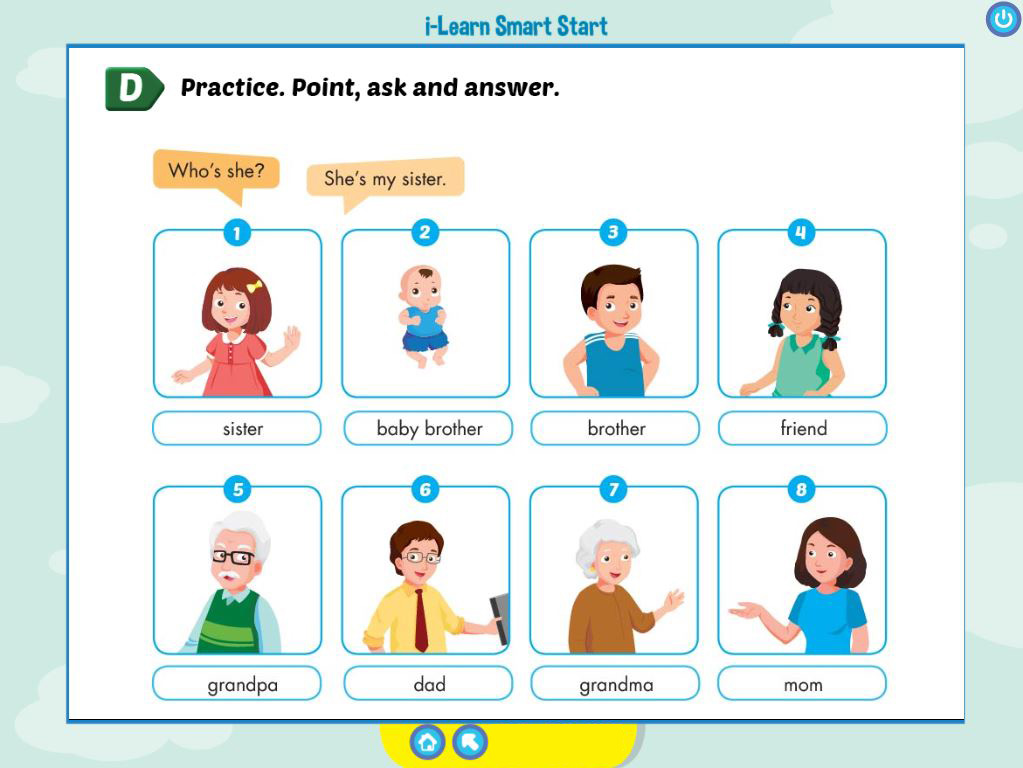 i-Learn Smart Start
D Practice. Point, ask and answer.
Who's she?
She's my sister.
1 2 3 4
sister baby brother brother friend
5 6 7 8
grandpa dad grandma mom